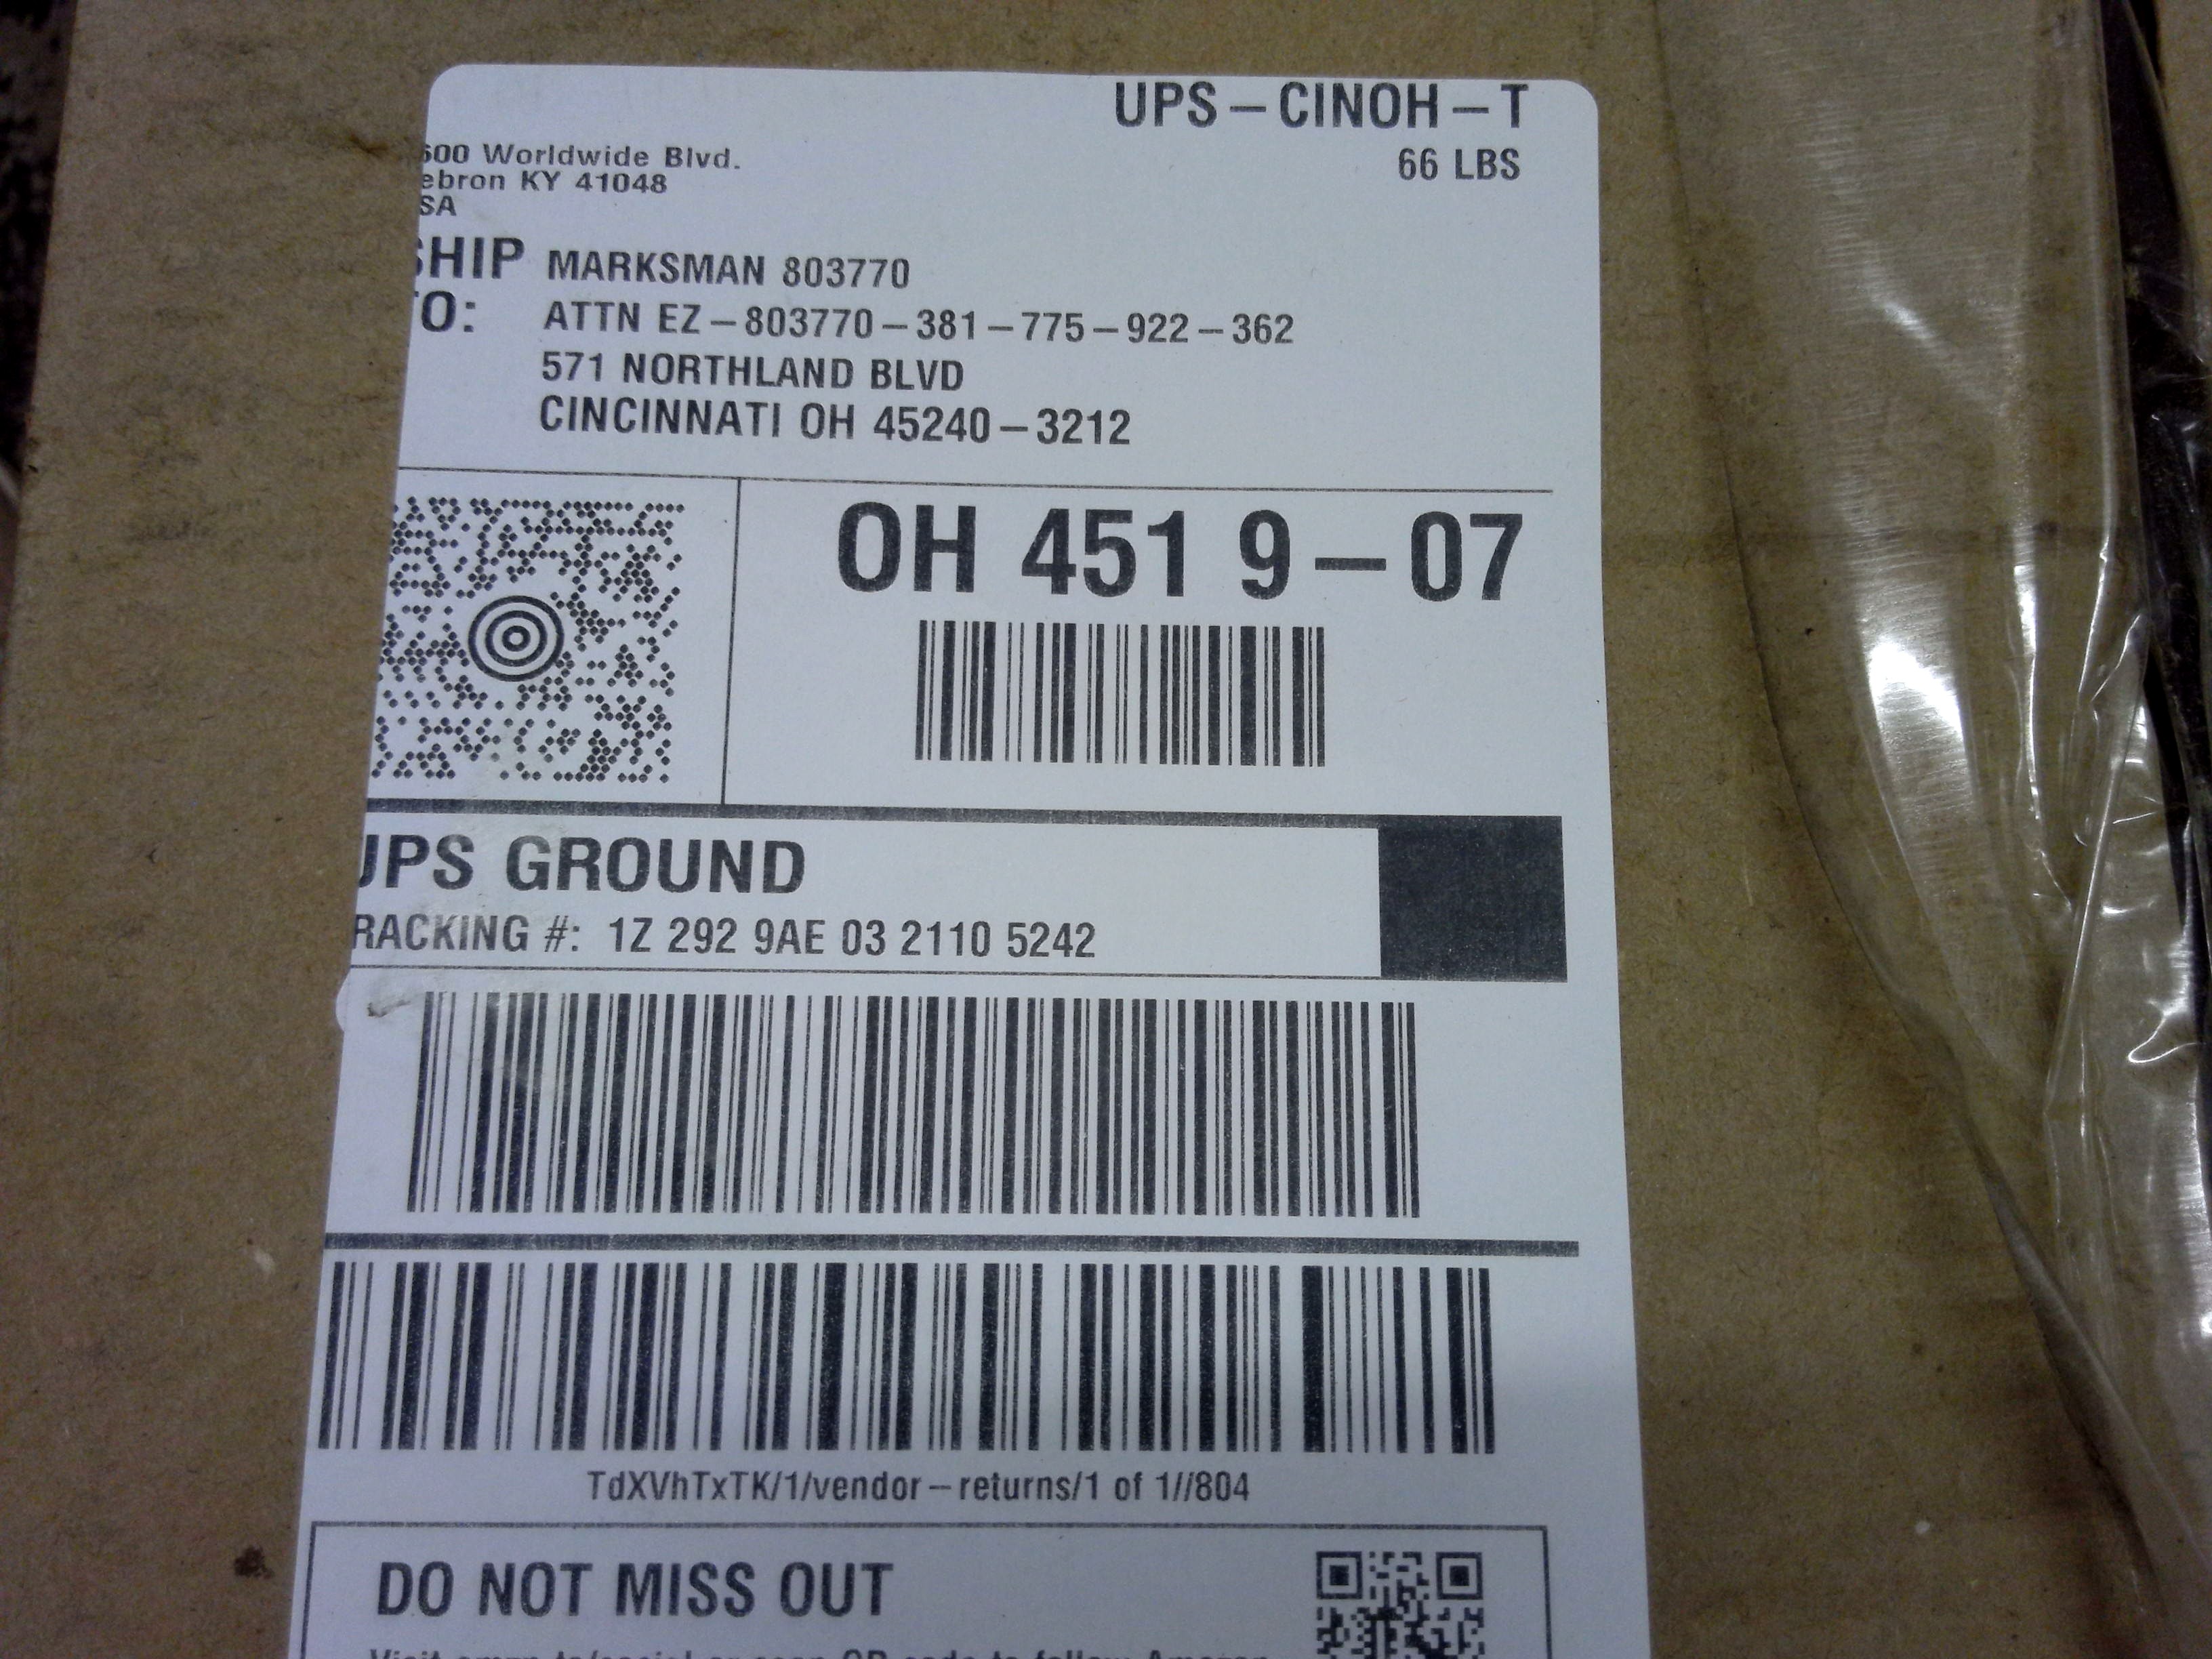 UPS – CINOH – T
600 Worldwide Blvd.
66 LBS
ebron KY 41048
SA
SHIP TO:
MARKSMAN 803770
ATTN EZ – 803770 – 381 – 775 – 922 – 362
571 NORTHLAND BLVD
CINCINNATI OH 45240 – 3212
OH 451 9 – 07
UPS GROUND
RACKING #: 1Z 292 9AE 03 2110 5242
TdXVhTxTK/1/vendor – returns/1 of 1//804
DO NOT MISS OUT